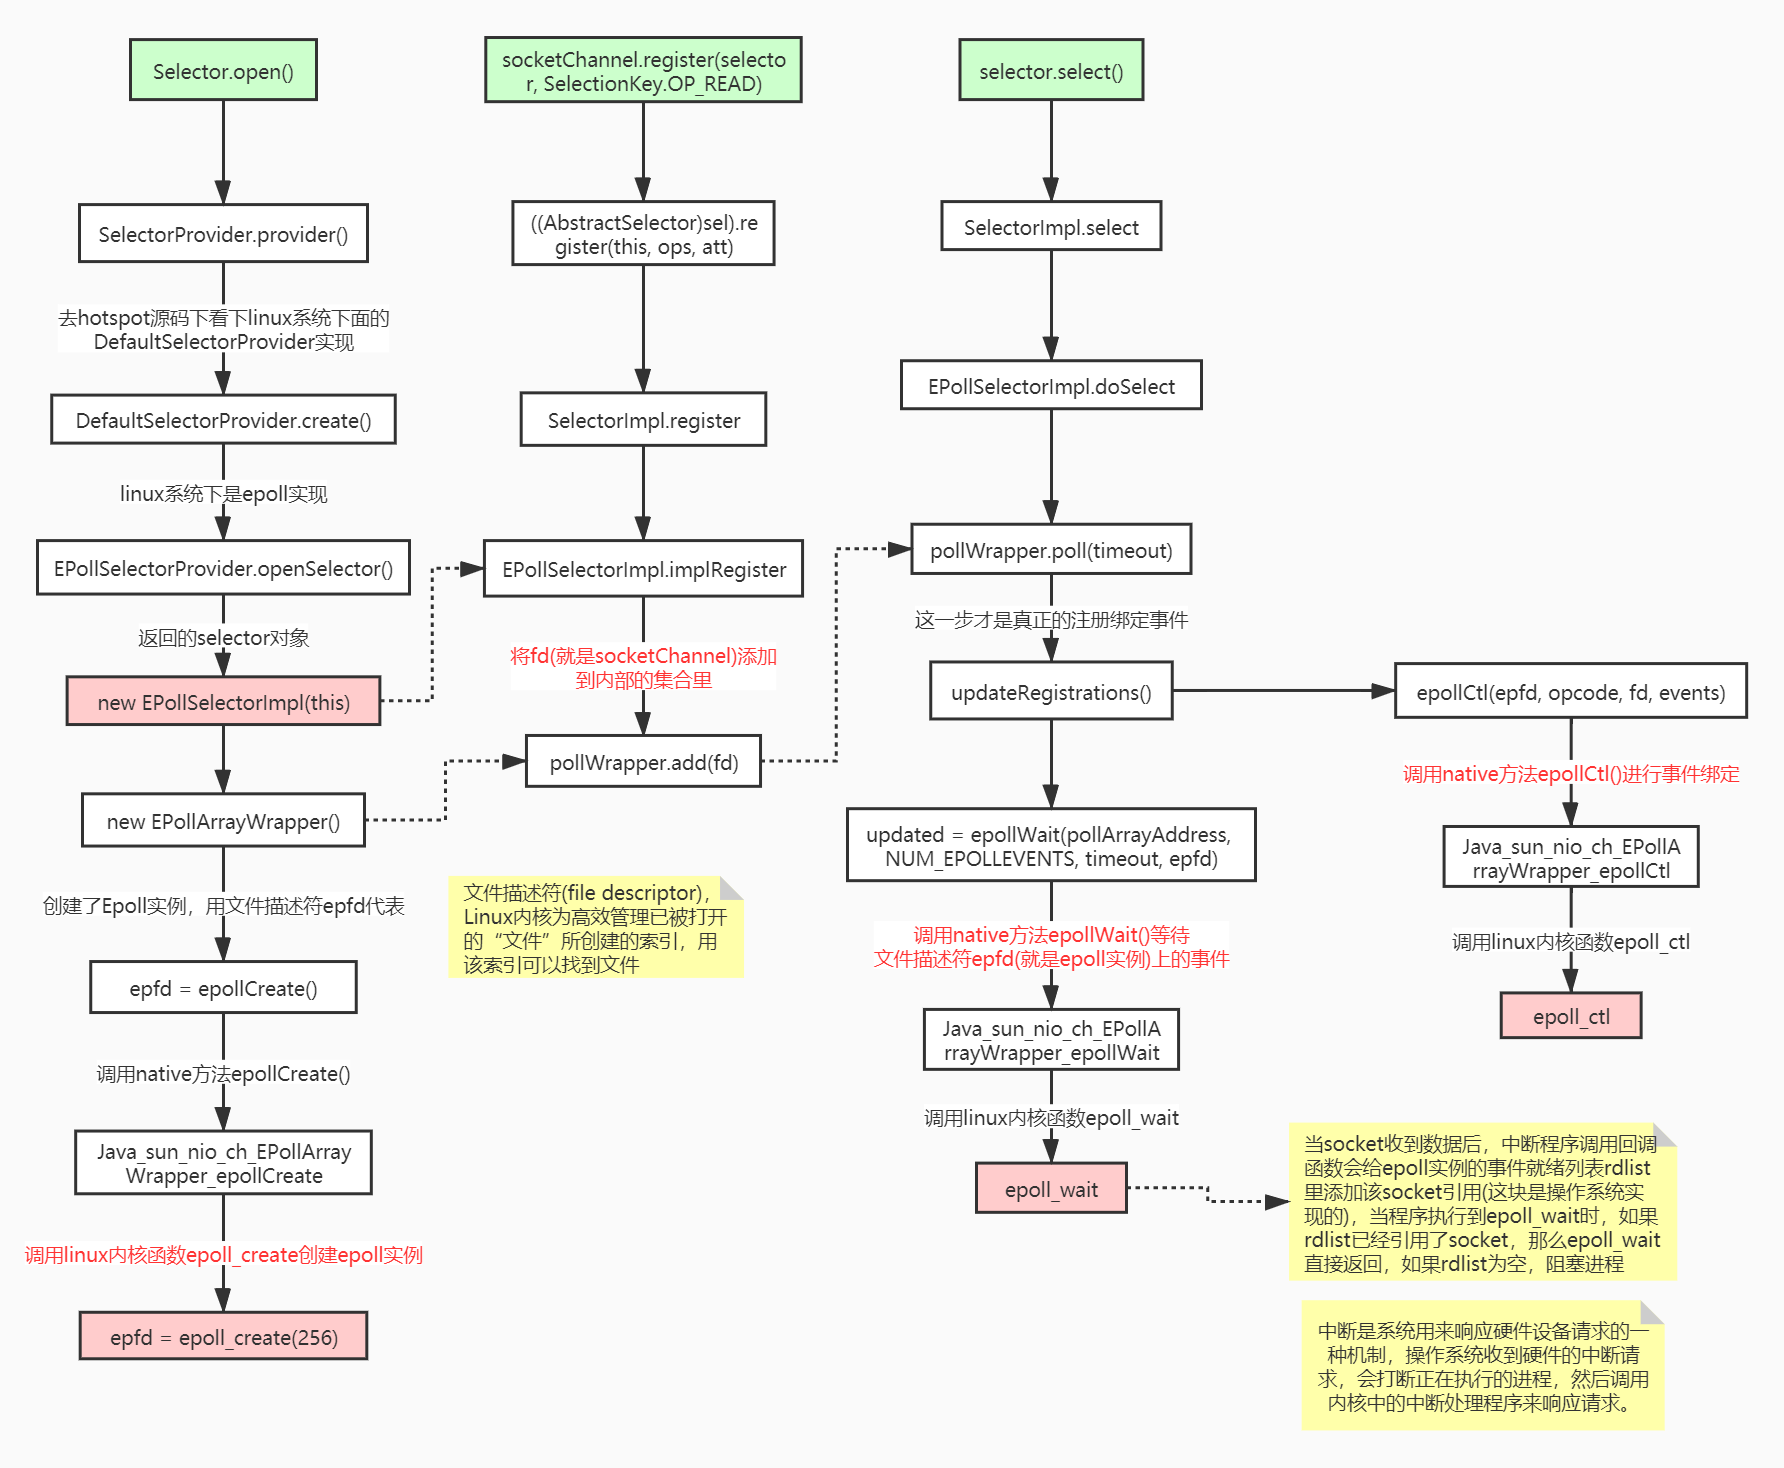 Selector.open()
SelectorProvider.provider()
去hotspot源码下看下linux系统下面的
DefaultSelectorProvider实现
DefaultSelectorProvider.create()
linux系统下是epoll实现
EPollSelectorProvider.openSelector()
返回的selector对象
new EPollSelectorImpl(this)
new EPollArrayWrapper()
创建了Epoll实例，用文件描述符epfd代表
epfd = epollCreate()
调用native方法epollCreate()
Java_sun_nio_ch_EPollArray
Wrapper_epollCreate
调用linux内核函数epoll_create创建epoll实例
epfd = epoll_create(256)
socketChannel.register(selecto
r, SelectionKey.OP_READ)
((AbstractSelector)sel).re
gister(this, ops, att)
SelectorImpl.register
EPollSelectorImpl.implRegister
将fd(就是socketChannel)添加
到内部的集合里
pollWrapper.add(fd)
文件描述符(file descriptor)，
Linux内核为高效管理已被打开
的“文件”所创建的索引，用
该索引可以找到文件
selector.select()
SelectorImpl.select
EPollSelectorImpl.doSelect
pollWrapper.poll(timeout)
这一步才是真正的注册绑定事件
updateRegistrations()
updated = epollWait(pollArrayAddress,
NUM_EPOLLEVENTS, timeout, epfd)
调用native方法epollWait()等待
文件描述符epfd(就是epoll实例)上的事件
Java_sun_nio_ch_EPollA
rrayWrapper_epollWait
调用linux内核函数epoll_wait
epoll_wait
epollCtl(epfd, opcode, fd, events)
调用native方法epollCtl()进行事件绑定
Java_sun_nio_ch_EPollA
rrayWrapper_epollCtl
调用linux内核函数epoll_ctl
epoll_ctl
当socket收到数据后，中断程序调用回调
函数会给epoll实例的事件就绪列表rdlist
里添加该socket引用(这块是操作系统实
现的)，当程序执行到epoll_wait时，如果
rdlist已经引用了socket，那么epoll_wait
直接返回，如果rdlist为空，阻塞进程
中断是系统用来响应硬件设备请求的一
种机制，操作系统收到硬件的中断请
求，会打断正在执行的进程，然后调用
内核中的中断处理程序来响应请求。